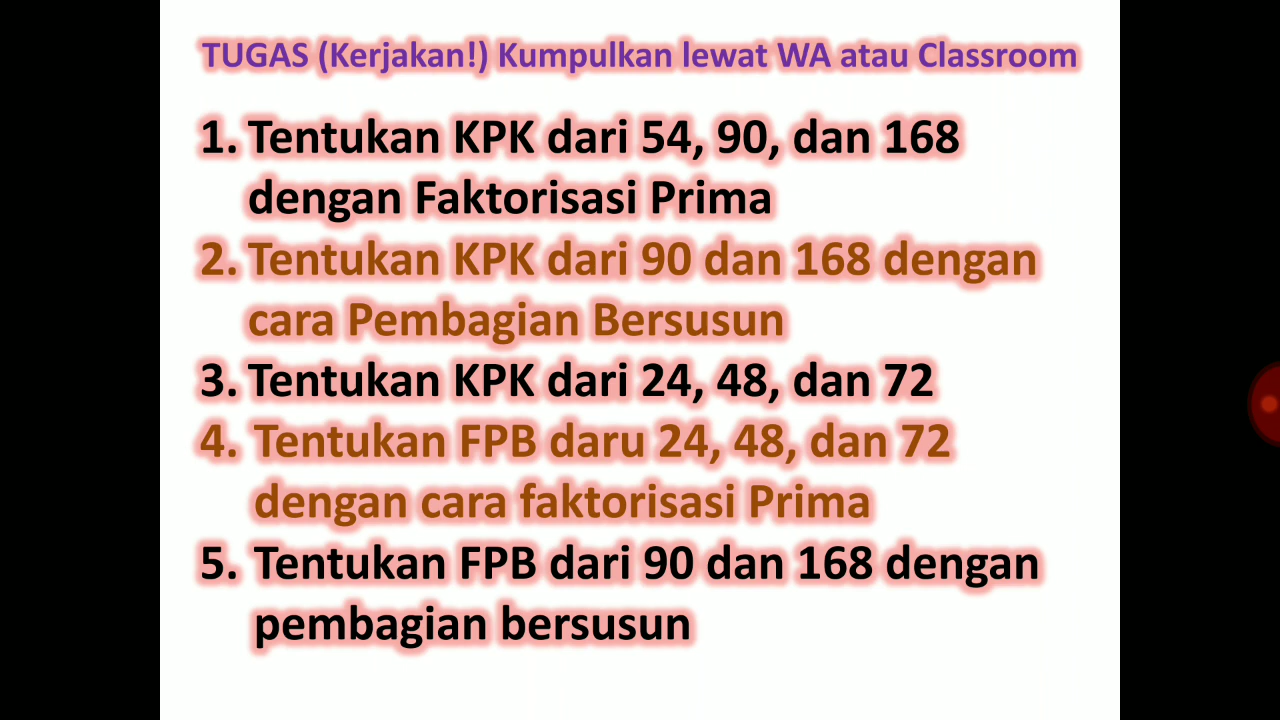 TUGAS (Kerjakan!) Kumpulkan lewat WA atau Classroom
1. Tentukan KPK dari 54, 90, dan 168
dengan Faktorisasi Prima
2. Tentukan KPK dari 90 dan 168 dengan
cara Pembagian Bersusun
3. Tentukan KPK dari 24, 48, dan 72
4. Tentukan FPB daru 24, 48, dan 72
dengan cara faktorisasi Prima
5. Tentukan FPB dari 90 dan 168 dengan
pembagian bersusun